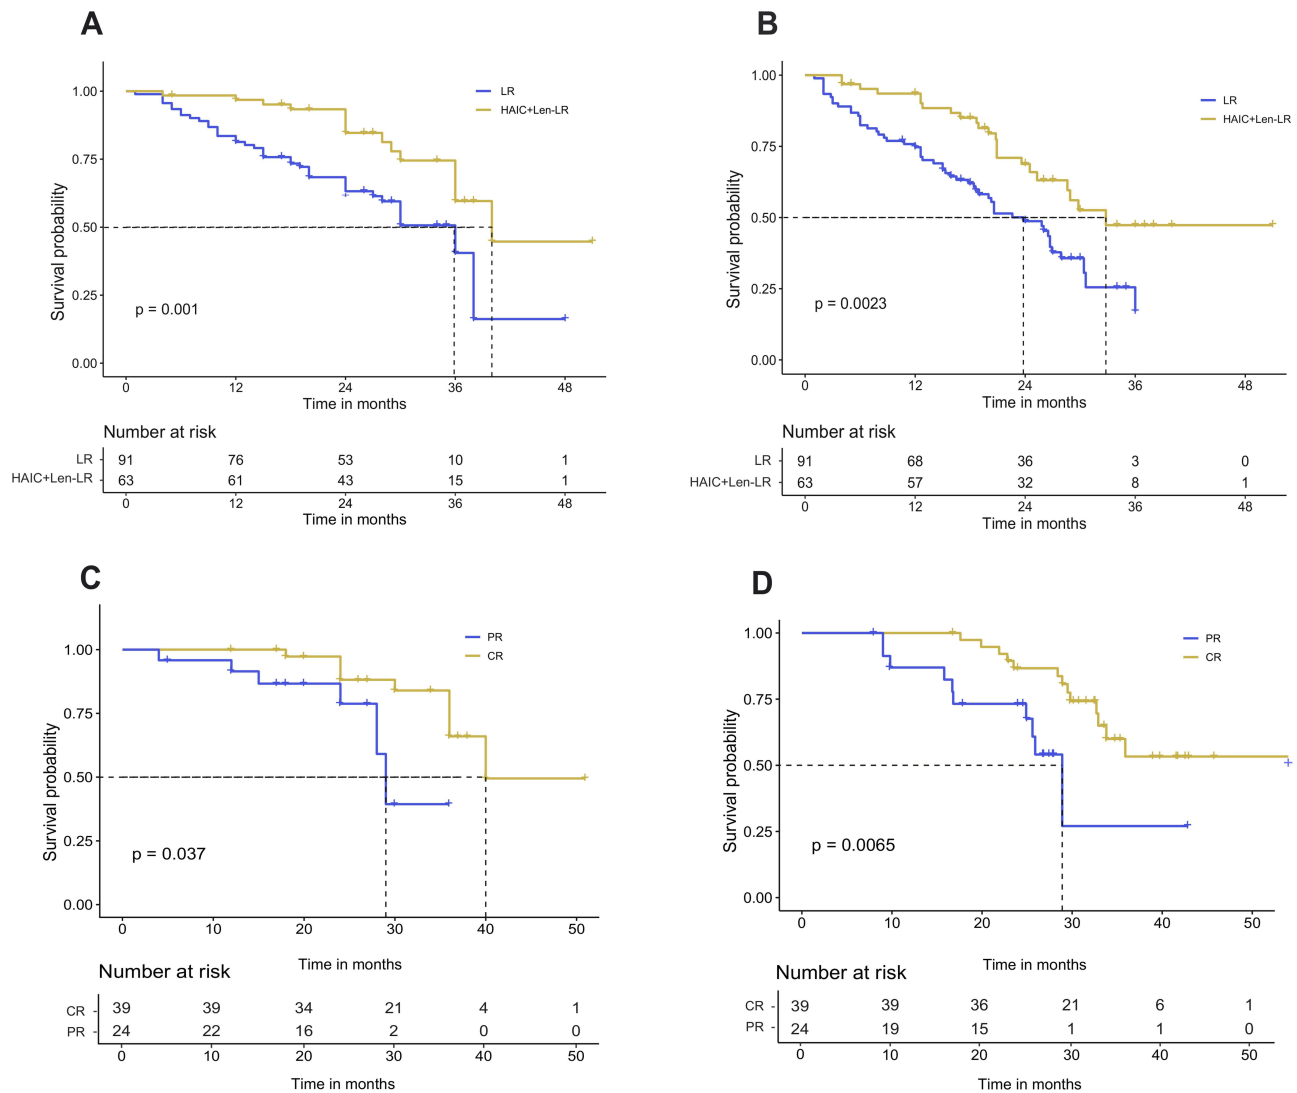 A
Survival probability
1.00
0.75
0.50
0.25
0.00
LR
HAIC+Len-LR
p = 0.001
0 12 24 36 48
Time in months
Number at risk
LR 91 76 53 10 1
HAIC+Len-LR 63 61 43 15 1
0 12 24 36 48
Time in months
B
Survival probability
1.00
0.75
0.50
0.25
0.00
LR
HAIC+Len-LR
p = 0.0023
0 12 24 36 48
Time in months
Number at risk
LR 91 68 36 3 0
HAIC+Len-LR 63 57 32 8 1
0 12 24 36 48
Time in months
C
Survival probability
1.00
0.75
0.50
0.25
0.00
PR
CR
p = 0.037
0 10 20 30 40 50
Time in months
Number at risk
CR 39 39 34 21 4 1
PR 24 22 16 2 0 0
0 10 20 30 40 50
Time in months
D
Survival probability
1.00
0.75
0.50
0.25
0.00
PR
CR
p = 0.0065
0 10 20 30 40 50
Time in months
Number at risk
CR 39 39 36 21 6 1
PR 24 19 15 1 1 0
0 10 20 30 40 50
Time in months